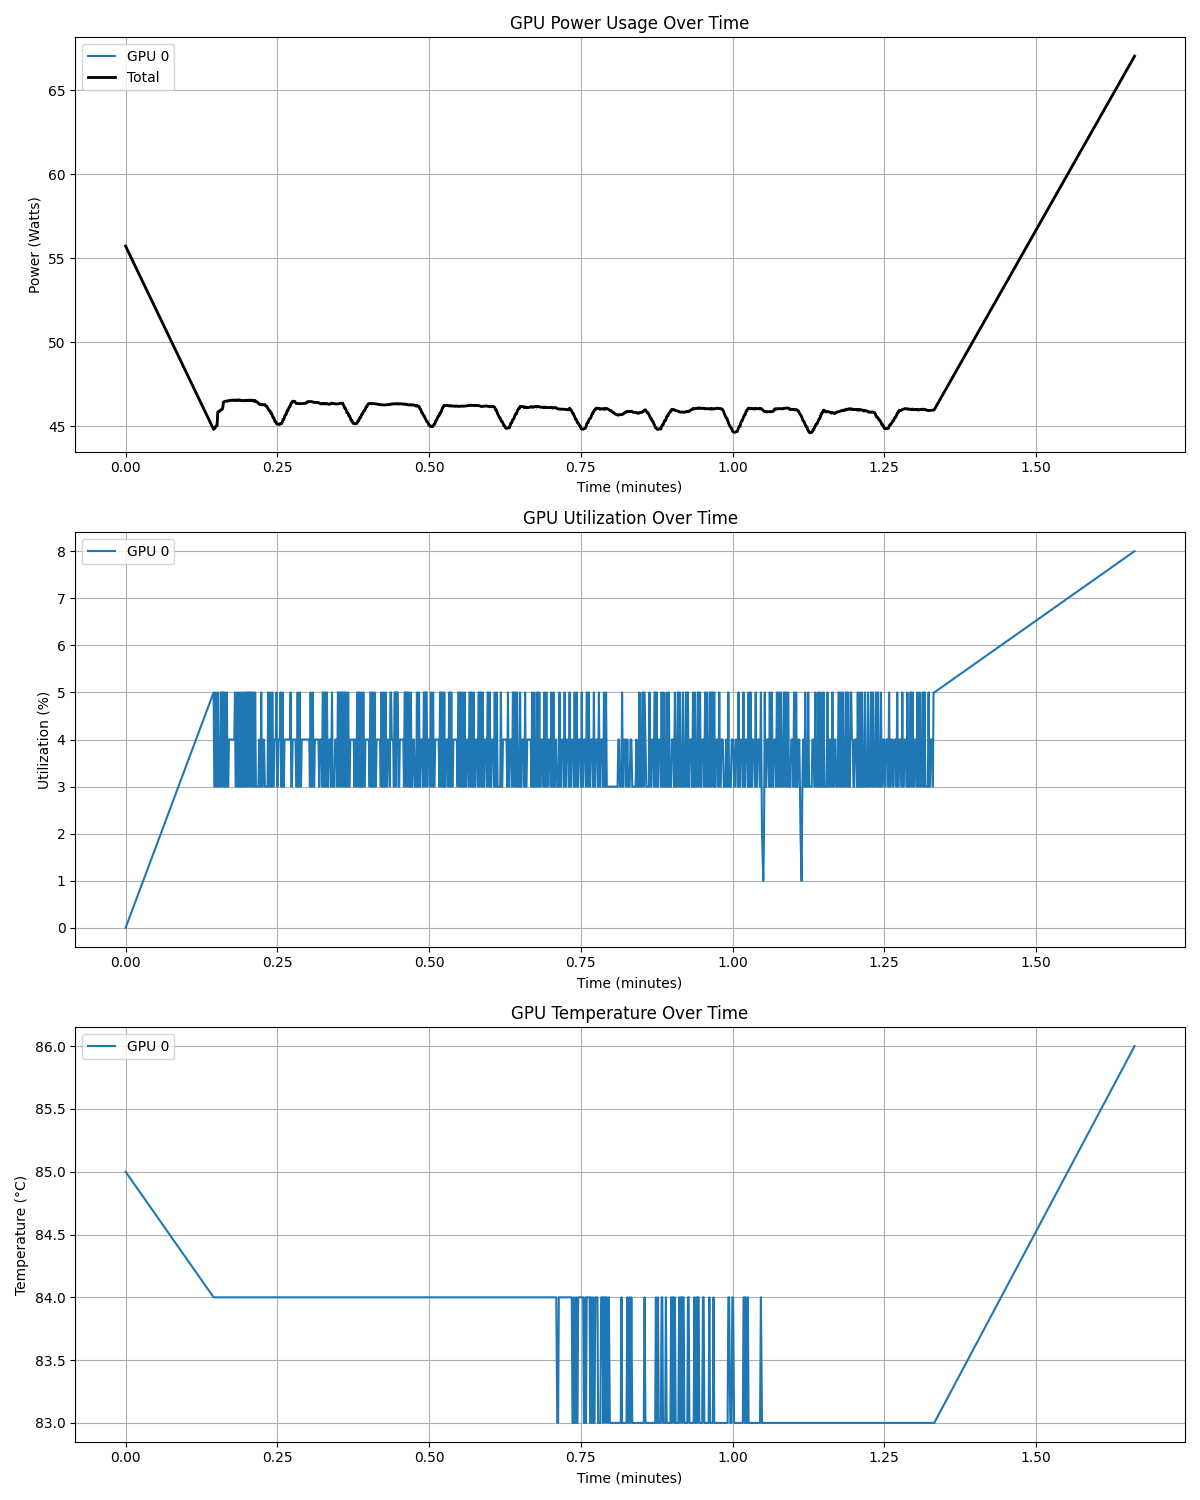 GPU Power Usage Over Time
GPU 0
Total
65
60
55
50
45
Power (Watts)
0.00 0.25 0.50 0.75 1.00 1.25 1.50
Time (minutes)
GPU Utilization Over Time
GPU 0
8
7
6
5
4
3
2
1
0
Utilization (%)
0.00 0.25 0.50 0.75 1.00 1.25 1.50
Time (minutes)
GPU Temperature Over Time
GPU 0
86.0
85.5
85.0
84.5
84.0
83.5
83.0
Temperature (°C)
0.00 0.25 0.50 0.75 1.00 1.25 1.50
Time (minutes)